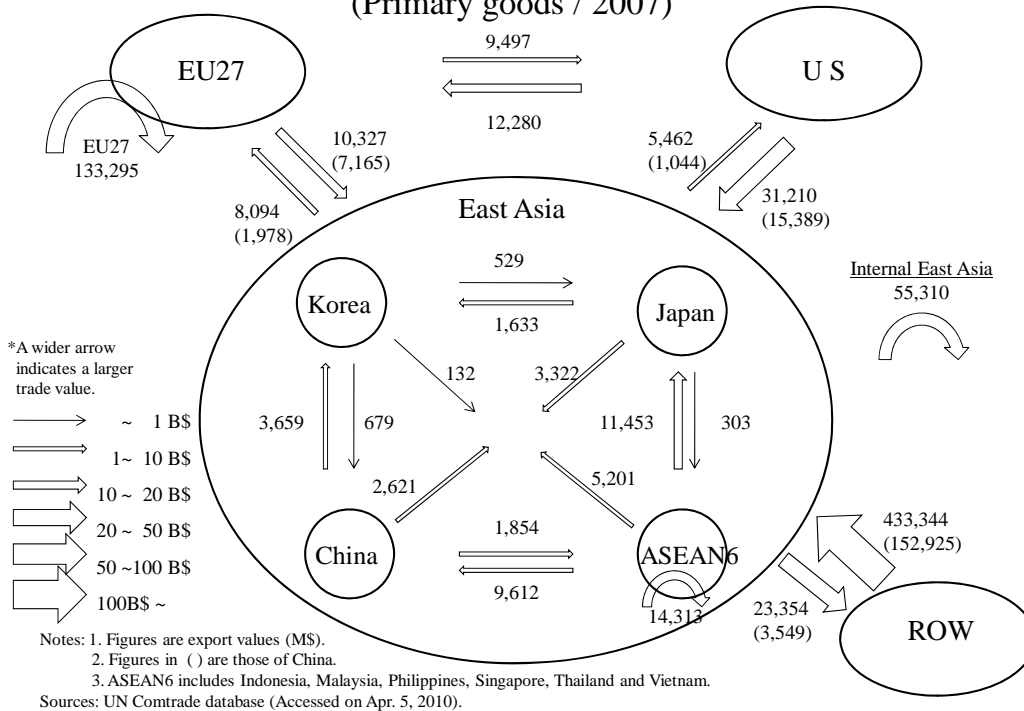 (Primary goods / 2007)
9,497
EU27
U S
12,280
EU27
133,295
10,327
(7,165)
5,462
(1,044)
8,094
(1,978)
31,210
(15,389)
East Asia
Internal East Asia
55,310
529
Korea
Japan
1,633
*A wider arrow
indicates a larger
trade value.
132
3,322
3,659
679
11,453
303
~ 1 B$
1~ 10 B$
10 ~ 20 B$
20 ~ 50 B$
50 ~100 B$
100B$ ~
2,621
5,201
1,854
China
ASEAN6
9,612
14,313
433,344
(152,925)
23,354
(3,549)
ROW
Notes: 1. Figures are export values (M$).
2. Figures in ( ) are those of China.
3. ASEAN6 includes Indonesia, Malaysia, Philippines, Singapore, Thailand and Vietnam.
Sources: UN Comtrade database (Accessed on Apr. 5, 2010).